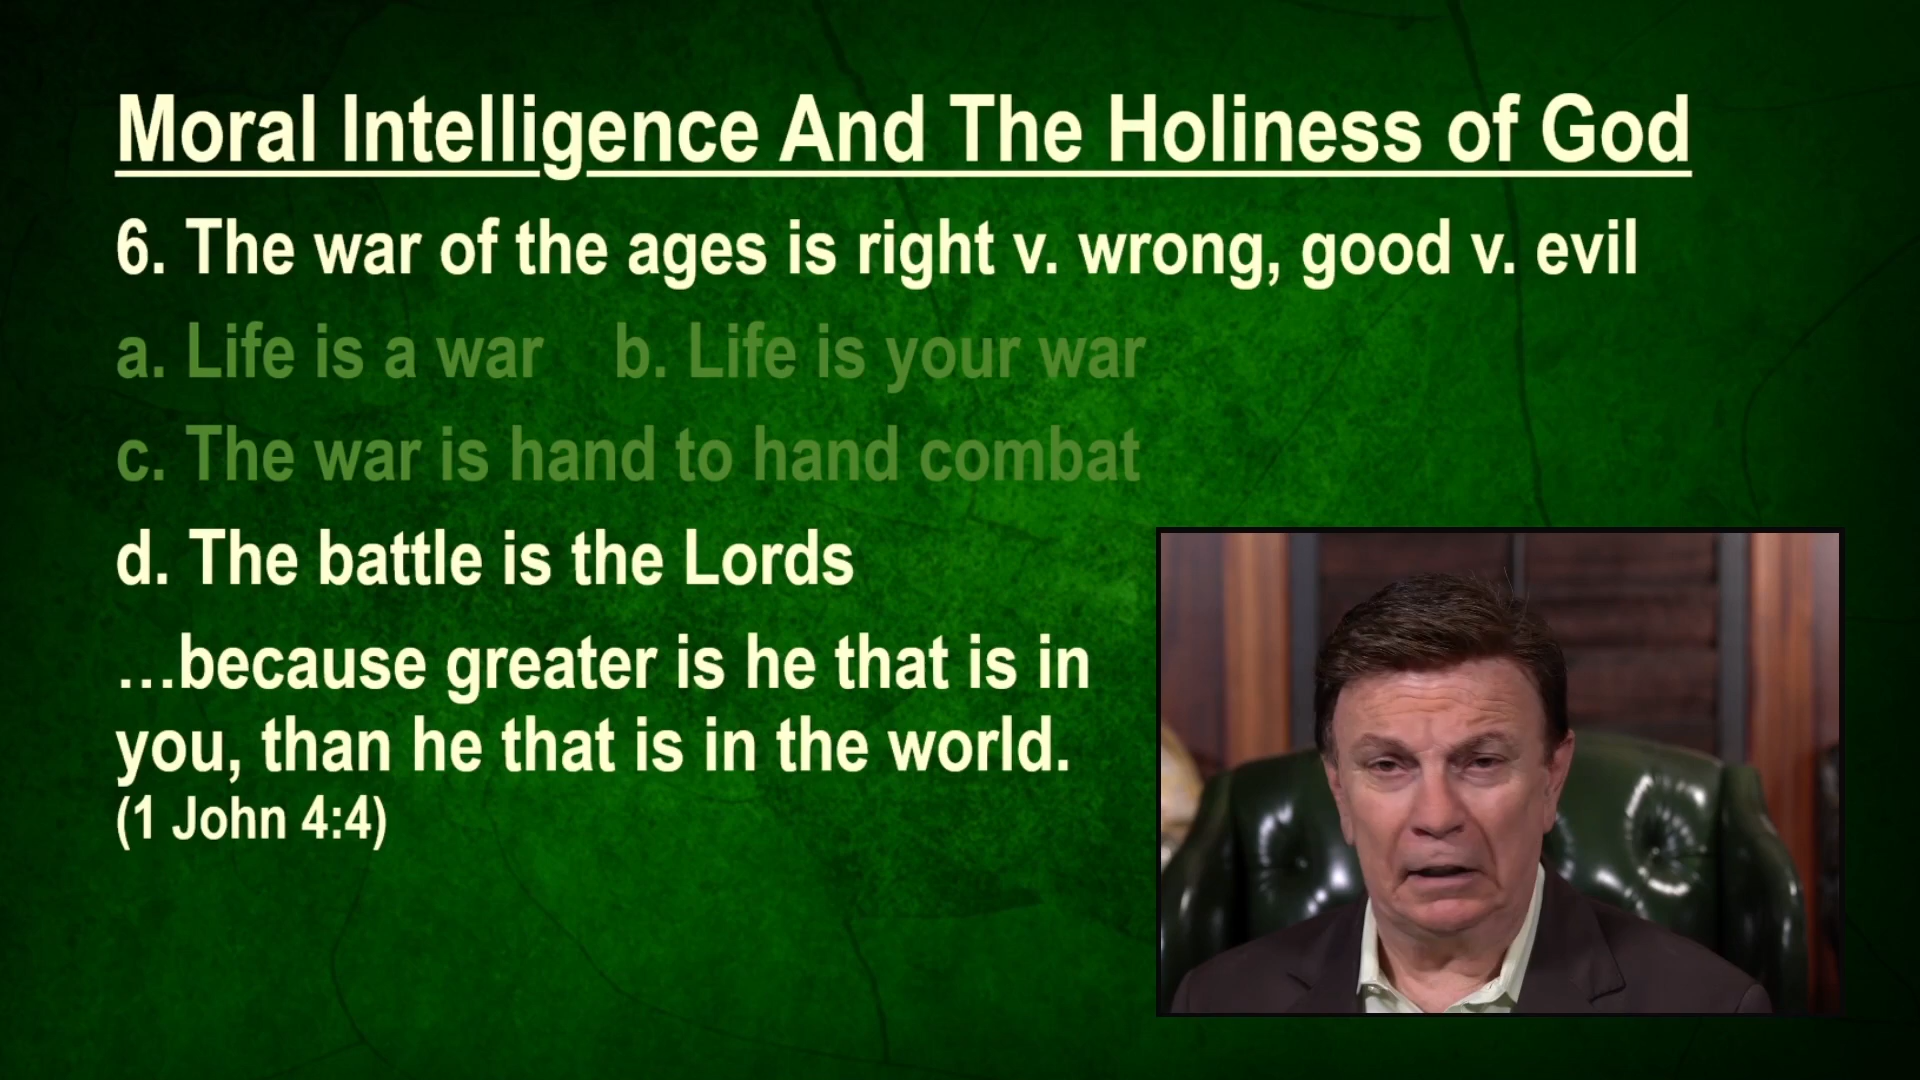 Moral Intelligence And The Holiness of God
6. The war of the ages is right v. wrong, good v. evil
a. Life is a war b. Life is your war
c. The war is hand to hand combat
d. The battle is the Lords
…because greater is he that is in
you, than he that is in the world.
(1 John 4:4)